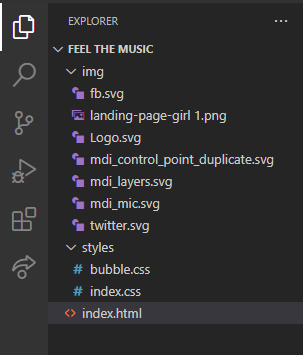 EXPLORER
FEEL THE MUSIC
img
fb.svg
landing-page-girl 1.png
Logo.svg
mdi_control_point_duplicate.svg
mdi_layers.svg
mdi_mic.svg
twitter.svg
styles
# bubble.css
# index.css
<> index.html